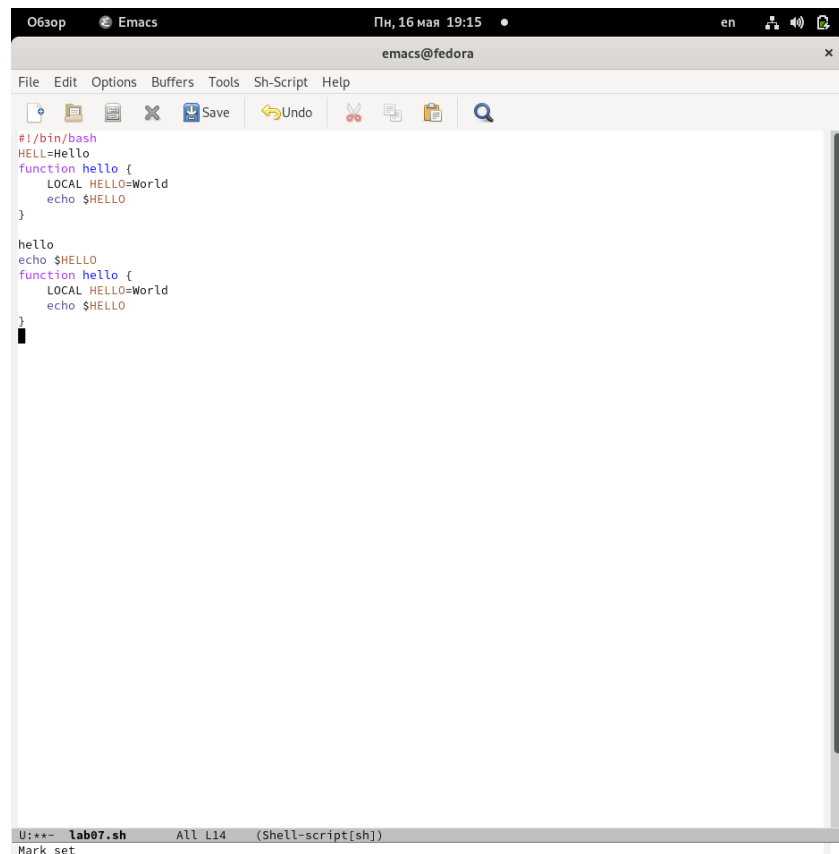 Обзор Emacs Пн, 16 мая 19:15 en
emacs@fedora ×
File Edit Options Buffers Tools Sh-Script Help
Save Undo
#!/bin/bash
HELL=Hello
function hello {
    LOCAL HELLO=World
    echo $HELLO
}
hello
echo $HELLO
function hello {
    LOCAL HELLO=World
    echo $HELLO
}
U:**- lab07.sh All L14 (Shell-script[sh])
Mark set